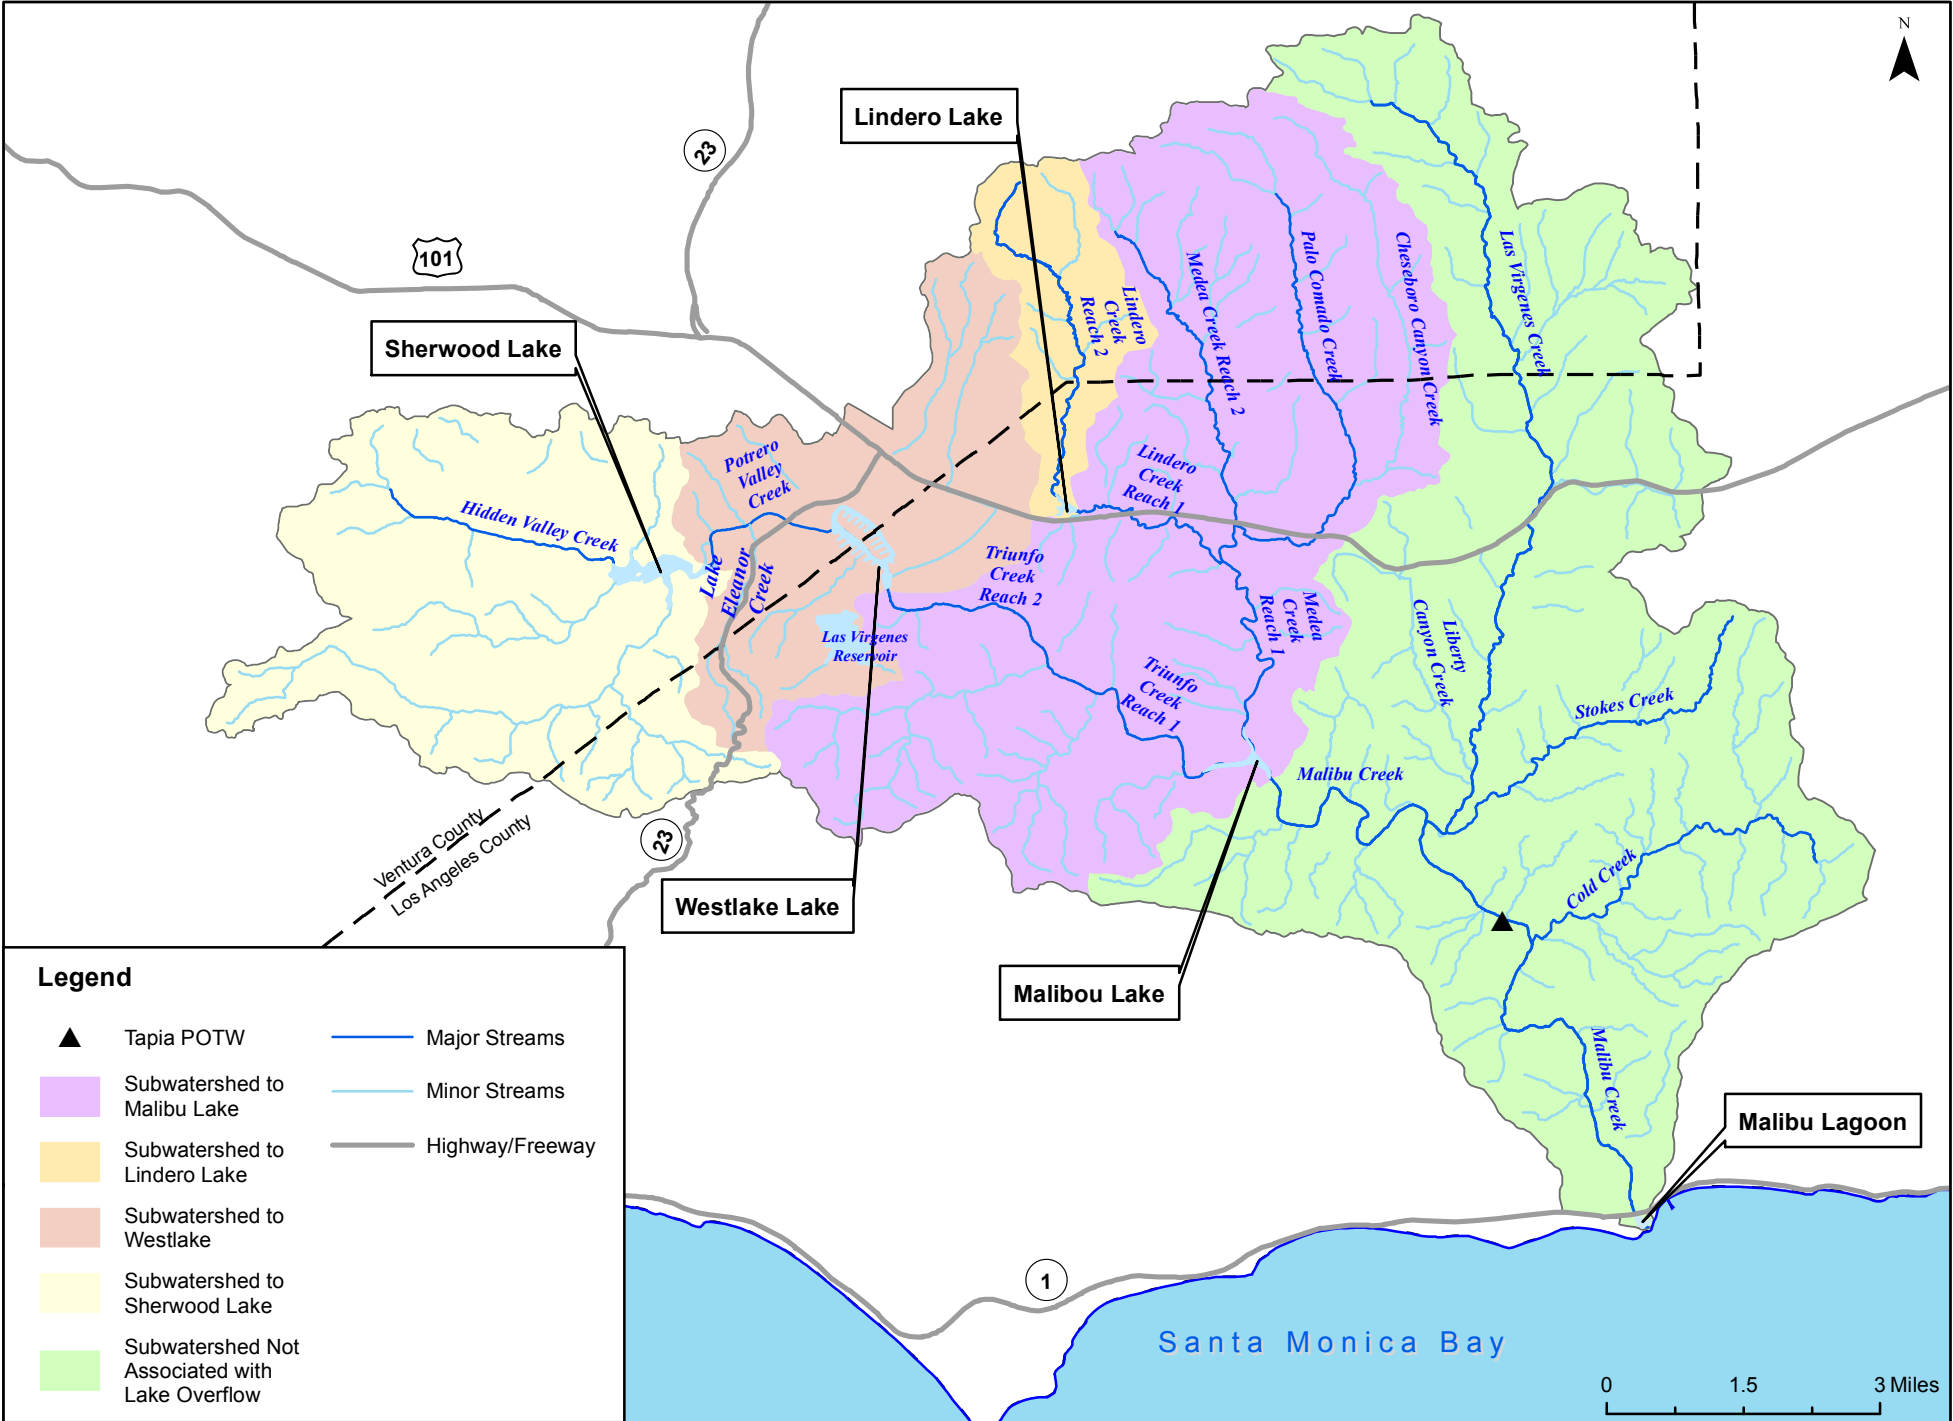 N
Lindero Lake
23
101
Sherwood Lake
Lindero
Creek
Reach 2
Medea Creek Reach 2
Palo Comado Creek
Cheseboro Canyon Creek
Las Virgenes Creek
Potrero
Valley
Creek
Hidden Valley Creek
Lindero
Creek
Reach 1
Lake
Eleanor
Creek
Triunfo
Creek
Reach 2
Las Virgenes
Reservoir
Medea
Creek
Reach 1
Liberty
Canyon Creek
Triunfo
Creek
Reach 1
Stokes Creek
Malibu Creek
Ventura County
Los Angeles County
23
Cold Creek
Westlake Lake
Malibou Lake
Malibu Creek
Malibu Lagoon
1
Santa Monica Bay
0 1.5 3 Miles
Legend
Tapia POTW
Subwatershed to
Malibu Lake
Subwatershed to
Lindero Lake
Subwatershed to
Westlake
Subwatershed to
Sherwood Lake
Subwatershed Not
Associated with
Lake Overflow
Major Streams
Minor Streams
Highway/Freeway